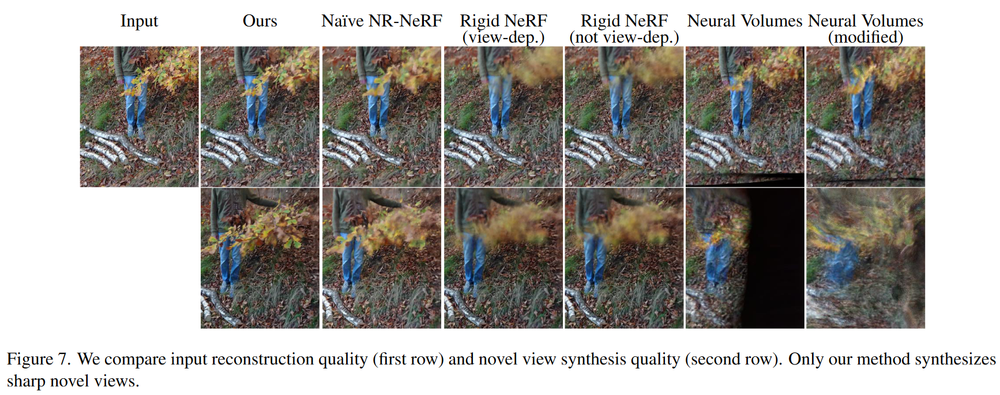 Input
Ours
Naïve NR-NeRF
Rigid NeRF
(view-dep.)
Rigid NeRF
(not view-dep.)
Neural Volumes
Neural Volumes
(modified)
Figure 7. We compare input reconstruction quality (first row) and novel view synthesis quality (second row). Only our method synthesizes
sharp novel views.